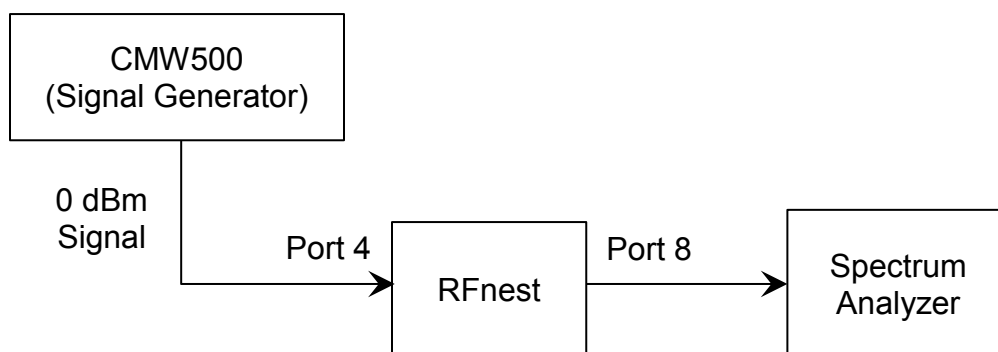 CMW500
(Signal Generator)
0 dBm
Signal
Port 4
RFnest
Port 8
Spectrum
Analyzer